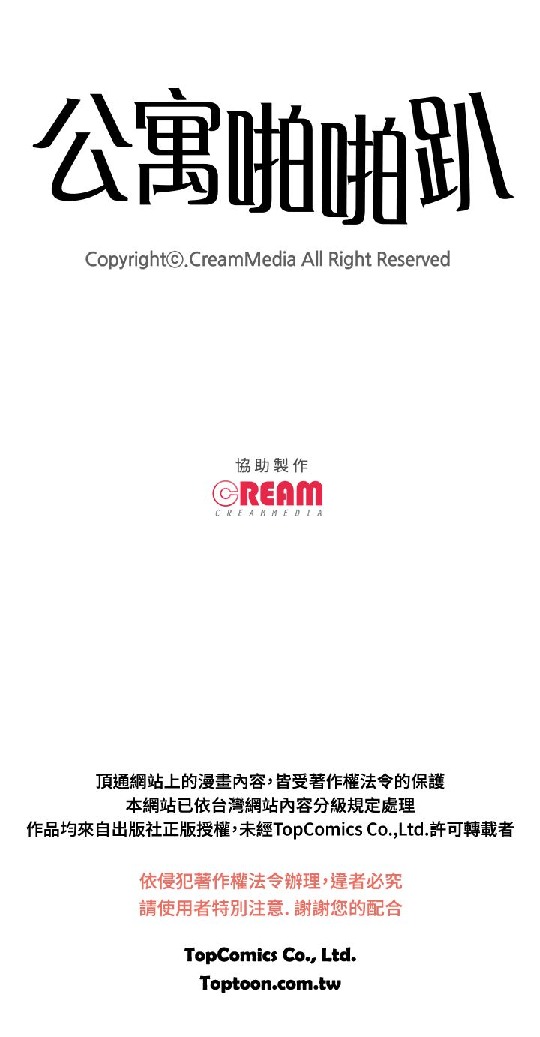 公寓啪啪趴
Copyrightⓒ.CreamMedia All Right Reserved
協助製作
CREAM
CREAMMEDIA
頂通網站上的漫畫內容,皆受著作權法令的保護
本網站已依台灣網站內容分級規定處理
作品均來自出版社正版授權,未經TopComics Co.,Ltd.許可轉載者
依侵犯著作權法令辦理,違者必究
請使用者特別注意. 謝謝您的配合
TopComics Co., Ltd.
Toptoon.com.tw